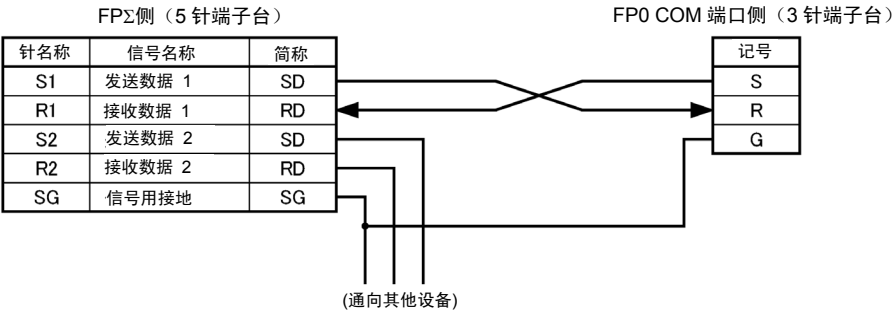 FPΣ侧（5 针端子台）
FP0 COM 端口侧（3 针端子台）
针名称 信号名称 简称
S1 发送数据 1 SD
R1 接收数据 1 RD
S2 发送数据 2 SD
R2 接收数据 2 RD
SG 信号用接地 SG
记号
S
R
G
(通向其他设备)